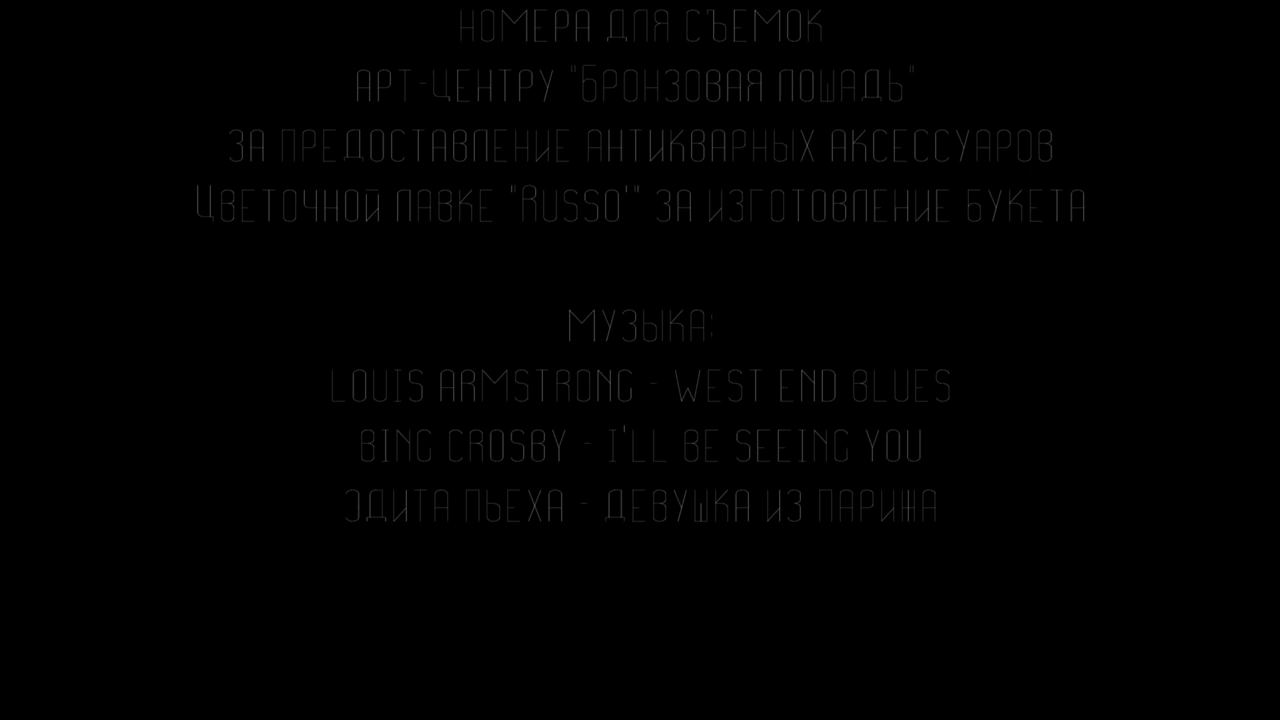 НОМЕРА ДЛЯ СЪЕМОК
АРТ-ЦЕНТРУ "БРОНЗОВАЯ ЛОШАДЬ"
ЗА ПРЕДОСТАВЛЕНИЕ АНТИКВАРНЫХ АКСЕССУАРОВ
ЦВЕТОЧНОЙ ЛАВКЕ "RUSSO'" ЗА ИЗГОТОВЛЕНИЕ БУКЕТА
МУЗЫКА:
LOUIS ARMSTRONG - WEST END BLUES
BING CROSBY - I'LL BE SEEING YOU
ЭДИТА ПЬЕХА - ДЕВУШКА ИЗ ПАРИЖА